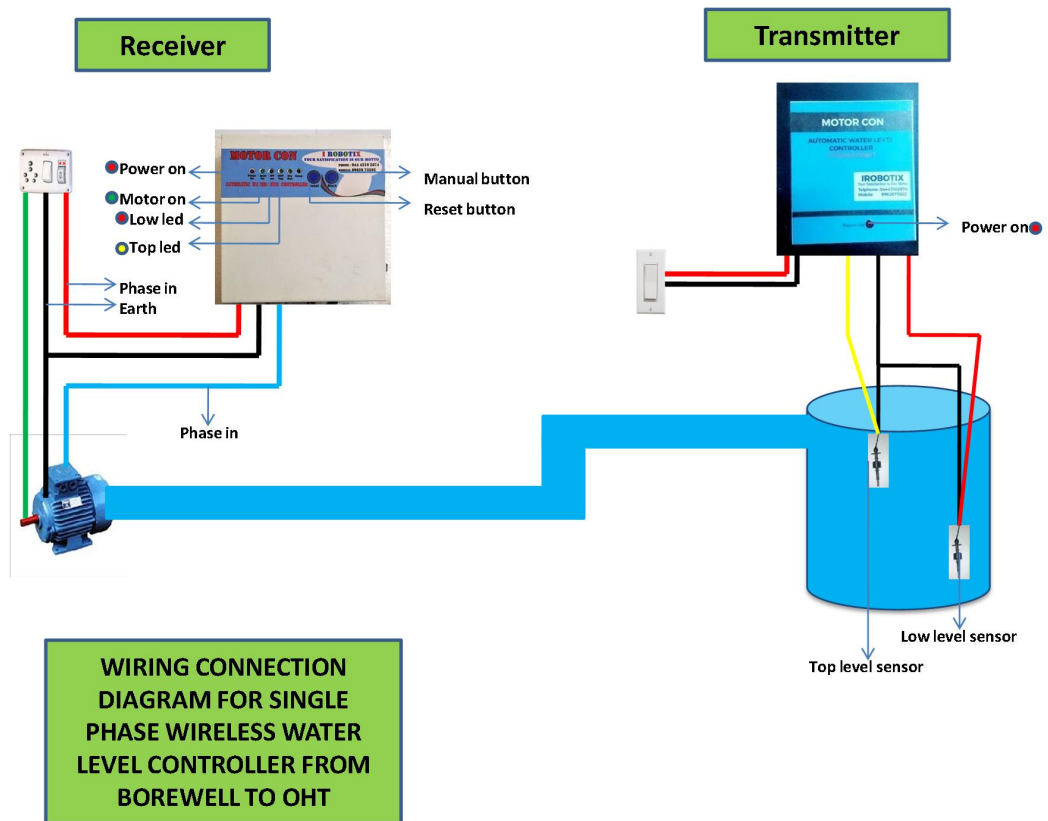 Receiver
Transmitter
MOTOR CON
I ROBOTIX
YOUR SATISFICATION IS OUR MOTTO
Power on
Motor on
Low led
Top led
Manual button
Reset button
Phase in
Earth
Phase in
MOTOR CON
AUTOMATIC WATER LEVEL
CONTROLLER
IROBOTIX
Power on
Low level sensor
Top level sensor
WIRING CONNECTION
DIAGRAM FOR SINGLE
PHASE WIRELESS WATER
LEVEL CONTROLLER FROM
BOREWELL TO OHT